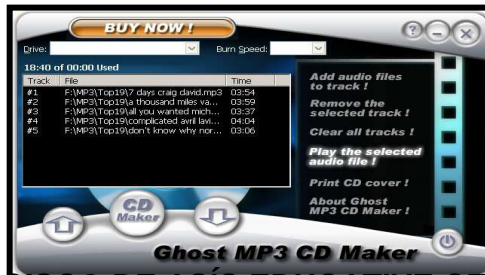 BUY NOW !
Drive:
Burn Speed:
18:40 of 00:00 Used
Track File Time
#1 F:\MP3\Top19\7 days craig david.mp3 03:54
#2 F:\MP3\Top19\a thousand miles va... 03:59
#3 F:\MP3\Top19\all you wanted mich... 03:37
#4 F:\MP3\Top19\complicated avril lavi... 04:04
#5 F:\MP3\Top19\don't know why nor... 03:06
Add audio files
to track !
Remove the
selected track !
Clear all tracks !
Play the selected
audio file !
Print CD cover !
About Ghost
MP3 CD Maker !
CD
Maker
Ghost MP3 CD Maker